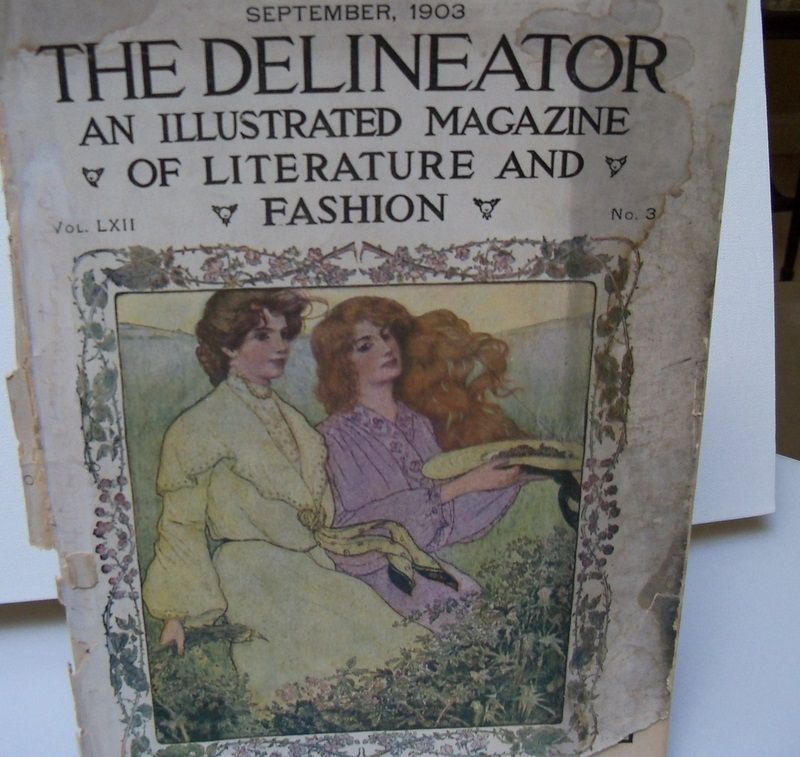 SEPTEMBER, 1903
THE DELINEATOR
AN ILLUSTRATED MAGAZINE
OF LITERATURE AND
FASHION
VOL. LXII
No. 3